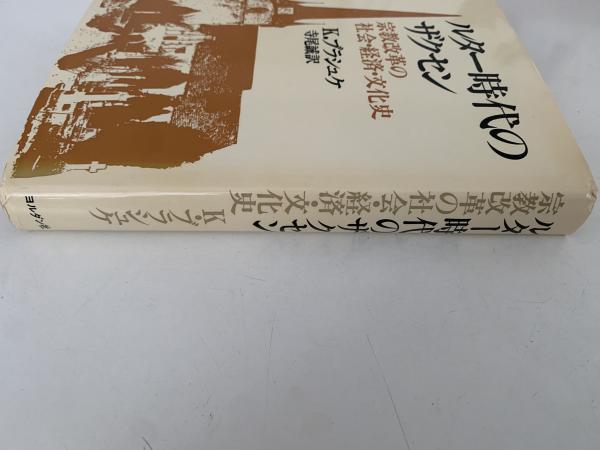 ルター時代の
ザクセン
宗教改革の
社会・経済・文化史
K・ブラシュケ
寺尾誠訳
ルター時代のザクセン
宗教改革の社会・経済・文化史
K・ブラシュケ
ヨルダン社